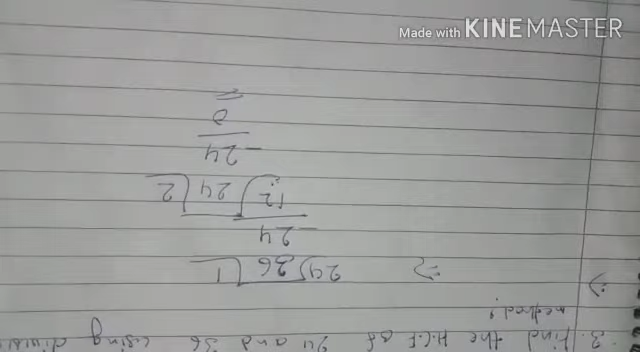 Made with KINEMASTER
3. Find the H.C.F of 24 and 36 using
method?
⇒ ⇒ 24) 36 (1
- 24
12) 24 (2
- 24
0